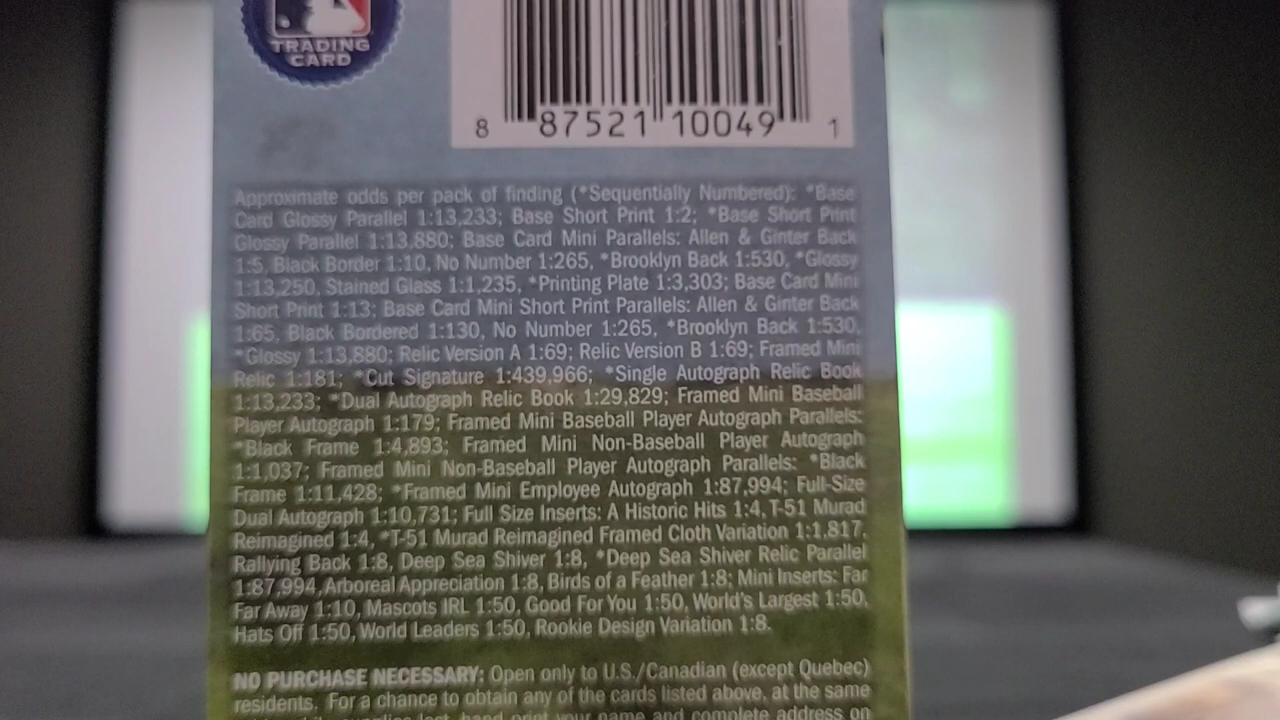 TRADING
CARD
8 87521 10049 1
Approximate odds per pack of finding (*Sequentially Numbered): *Base
Card Glossy Parallel 1:13,233; Base Short Print 1:2; *Base Short Print
Glossy Parallel 1:13,880; Base Card Mini Parallels: Allen & Ginter Back
1:5, Black Border 1:10, No Number 1:265, *Brooklyn Back 1:530, *Glossy
1:13,250, Stained Glass 1:1,235, *Printing Plate 1:3,303; Base Card Mini
Short Print 1:13; Base Card Mini Short Print Parallels: Allen & Ginter Back
1:65, Black Bordered 1:130, No Number 1:265, *Brooklyn Back 1:530,
*Glossy 1:13,880; Relic Version A 1:69; Relic Version B 1:69; Framed Mini
Relic 1:181; *Cut Signature 1:439,966; *Single Autograph Relic Book
1:13,233; *Dual Autograph Relic Book 1:29,829; Framed Mini Baseball
Player Autograph 1:179; Framed Mini Baseball Player Autograph Parallels:
*Black Frame 1:4,893; Framed Mini Non-Baseball Player Autograph
1:1,037; Framed Mini Non-Baseball Player Autograph Parallels: *Black
Frame 1:11,428; *Framed Mini Employee Autograph 1:87,994; Full-Size
Dual Autograph 1:10,731; Full Size Inserts: A Historic Hits 1:4, T-51 Murad
Reimagined 1:4, *T-51 Murad Reimagined Framed Cloth Variation 1:1,817,
Rallying Back 1:8, Deep Sea Shiver 1:8, *Deep Sea Shiver Relic Parallel
1:87,994, Arboreal Appreciation 1:8, Birds of a Feather 1:8; Mini Inserts: Far
Far Away 1:10, Mascots IRL 1:50, Good For You 1:50, World's Largest 1:50,
Hats Off 1:50, World Leaders 1:50, Rookie Design Variation 1:8.
NO PURCHASE NECESSARY: Open only to U.S./Canadian (except Quebec)
residents. For a chance to obtain any of the cards listed above, at the same
hand print your name and complete address on